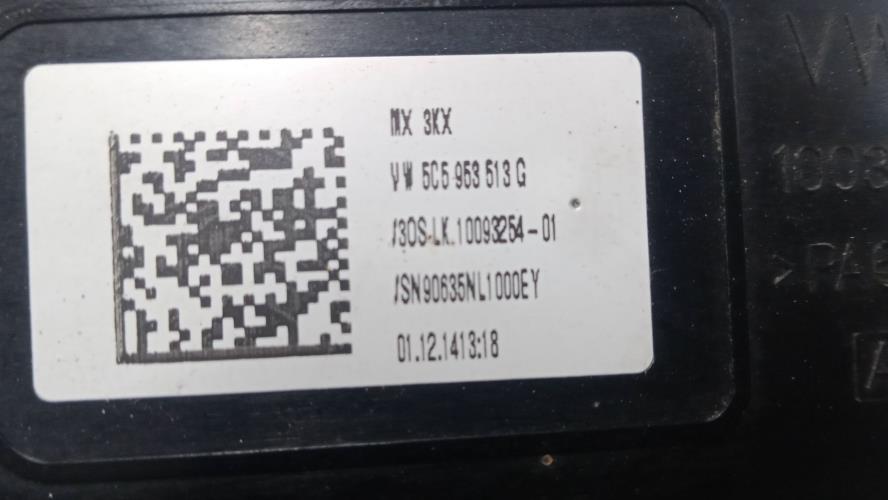 MX 3KX
VW 5C5 953 513 G
/3OS-LK.10093254-01
/SN90635NL1000EY
01.12.1413:18